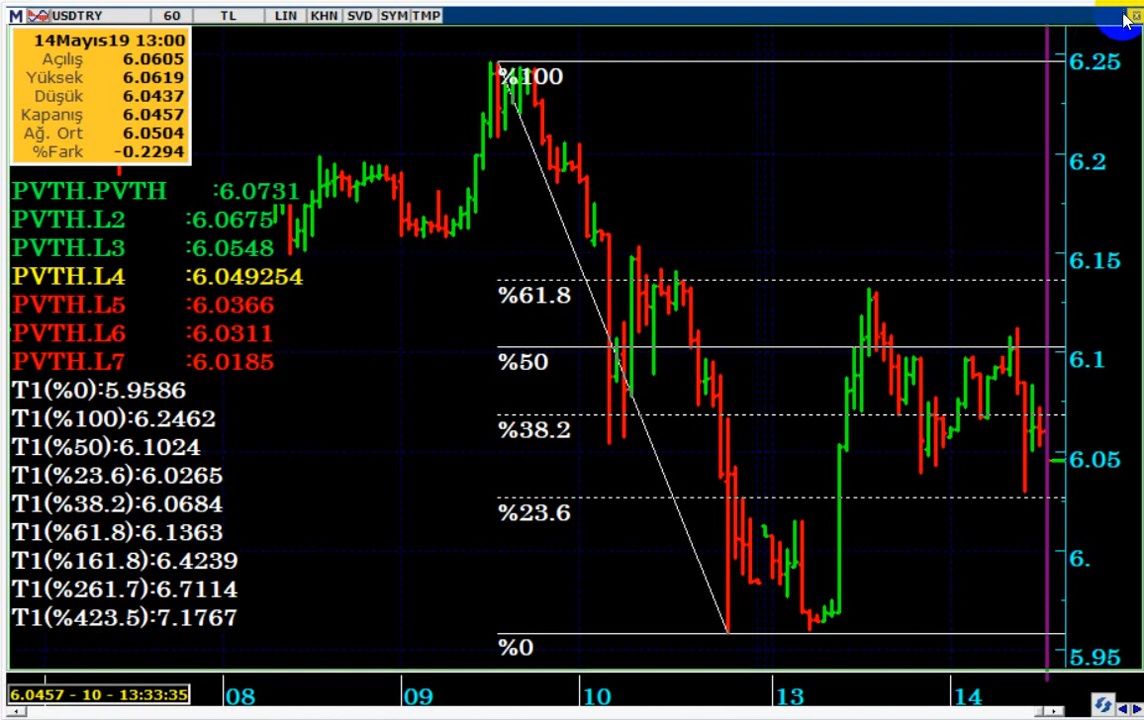 M USDTRY 60 TL LIN KHN SVD SYM TMP
14Mayıs19 13:00
Açılış 6.0605
Yüksek 6.0619
Düşük 6.0437
Kapanış 6.0457
Ağ. Ort 6.0504
%Fark -0.2294
PVTH.PVTH :6.0731
PVTH.L2 :6.0675
PVTH.L3 :6.0548
PVTH.L4 :6.049254
PVTH.L5 :6.0366
PVTH.L6 :6.0311
PVTH.L7 :6.0185
T1(%0):5.9586
T1(%100):6.2462
T1(%50):6.1024
T1(%23.6):6.0265
T1(%38.2):6.0684
T1(%61.8):6.1363
T1(%161.8):6.4239
T1(%261.7):6.7114
T1(%423.5):7.1767
%100
%61.8
%50
%38.2
%23.6
%0
6.25
6.2
6.15
6.1
6.05
6.
5.95
6.0457 - 10 - 13:33:35
08 09 10 13 14